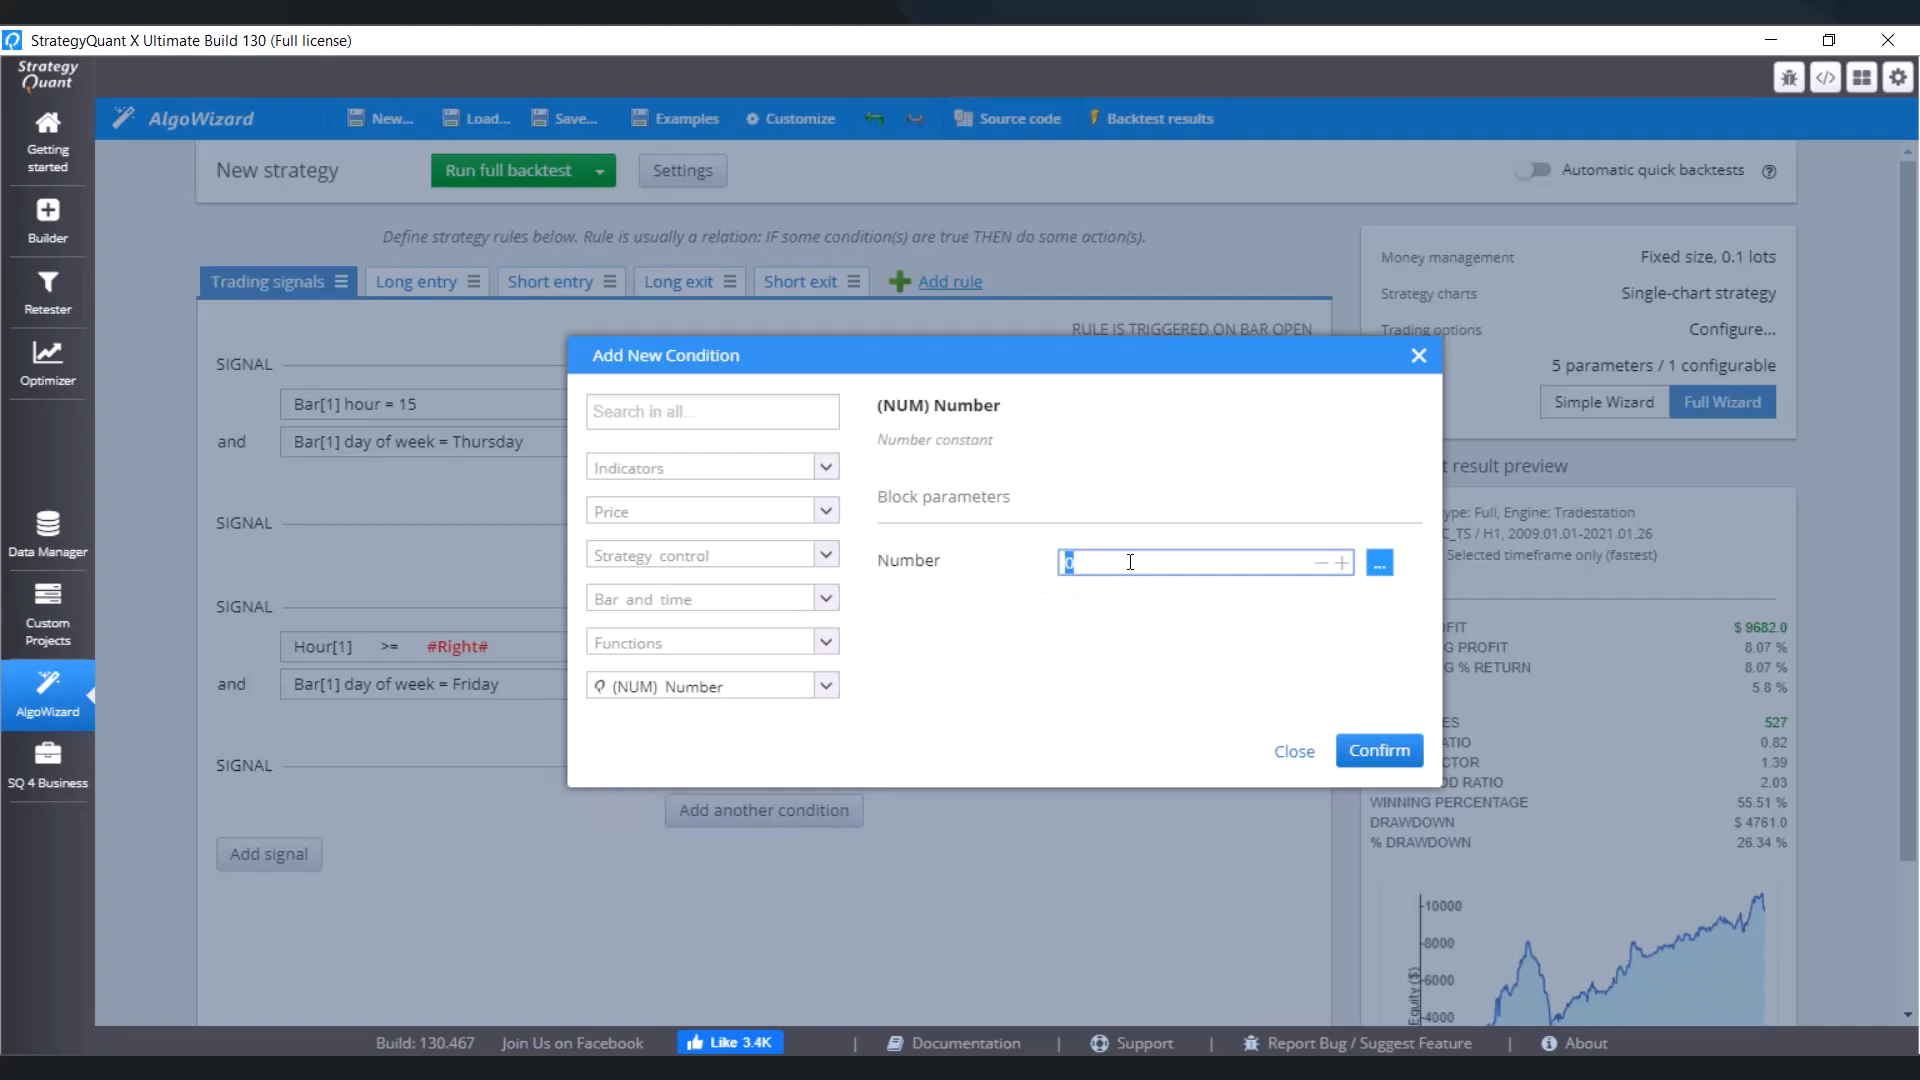 StrategyQuant X Ultimate Build 130 (Full license)
Strategy
Quant
Getting
started
Builder
Retester
Optimizer
Data Manager
Custom
Projects
AlgoWizard
SQ 4 Business
AlgoWizard
New...
Load...
Save...
Examples
Customize
Source code
Backtest results
New strategy
Run full backtest
Settings
Automatic quick backtests
Define strategy rules below. Rule is usually a relation: IF some condition(s) are true THEN do some action(s).
Trading signals
Long entry
Short entry
Long exit
Short exit
Add rule
RULE IS TRIGGERED ON BAR OPEN
SIGNAL
Bar[1] hour = 15
and
Bar[1] day of week = Thursday
SIGNAL
SIGNAL
Hour[1] >= #Right#
and
Bar[1] day of week = Friday
SIGNAL
Add another condition
Add signal
Add New Condition
Search in all...
Indicators
Price
Strategy control
Bar and time
Functions
(NUM) Number
(NUM) Number
Number constant
Block parameters
Number
0
...
Close
Confirm
Money management
Fixed size, 0.1 lots
Strategy charts
Single-chart strategy
Trading options
Configure...
5 parameters / 1 configurable
Simple Wizard
Full Wizard
result preview
Full, Engine: Tradestation
_TS / H1, 2009.01.01-2021.01.26
Selected timeframe only (fastest)
$ 9682.0
PROFIT
8.07 %
% RETURN
8.07 %
5.8 %
527
0.82
1.39
RATIO
2.03
WINNING PERCENTAGE
55.51 %
DRAWDOWN
$ 4761.0
% DRAWDOWN
26.34 %
10000
8000
6000
4000
Equity ($)
Build: 130.467
Join Us on Facebook
Like 3.4K
|
Documentation
|
Support
|
Report Bug / Suggest Feature
|
About